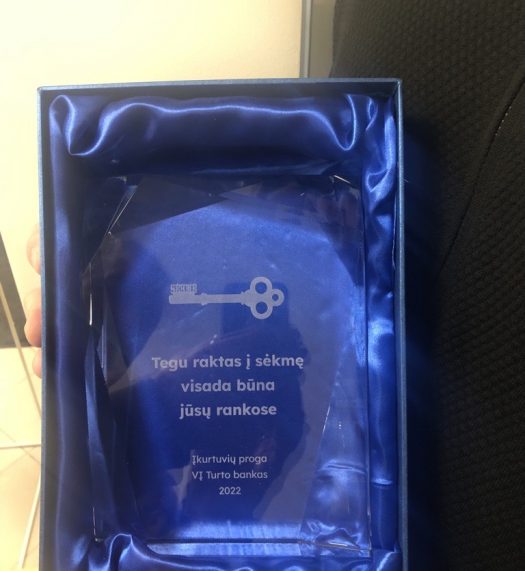 Tegu raktas į sėkmę
visada būna
jūsų rankose
Įkurtuvių proga
VĮ Turto bankas
2022